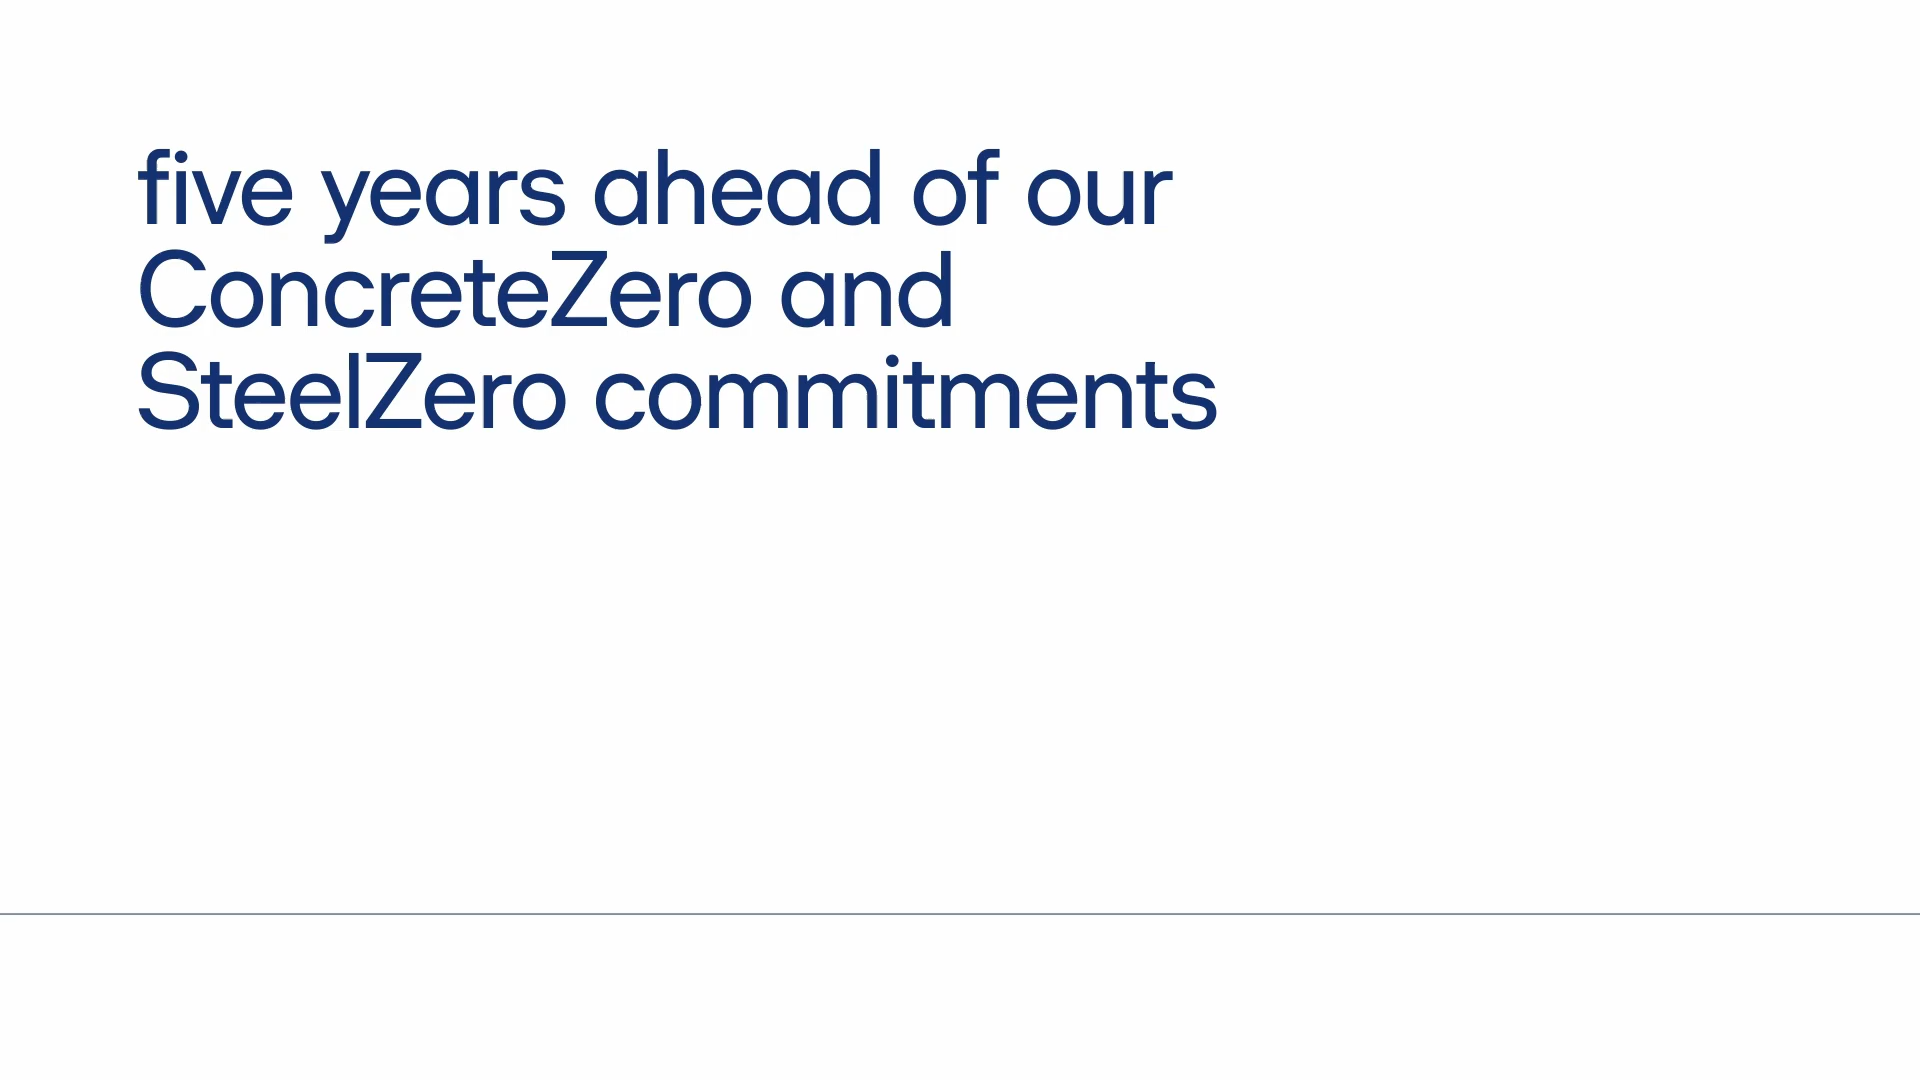 five years ahead of our
ConcreteZero and
SteelZero commitments